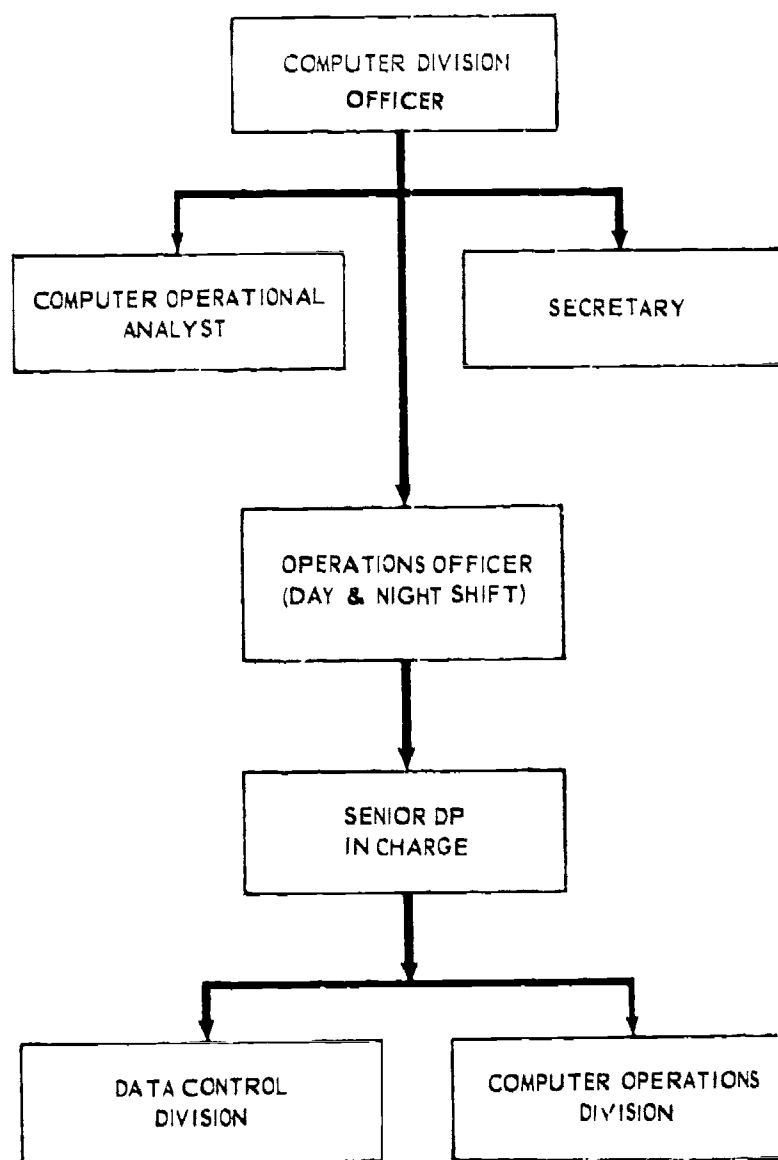 COMPUTER DIVISION
OFFICER
COMPUTER OPERATIONAL
ANALYST
SECRETARY
OPERATIONS OFFICER
(DAY & NIGHT SHIFT)
SENIOR DP
IN CHARGE
DATA CONTROL
DIVISION
COMPUTER OPERATIONS
DIVISION